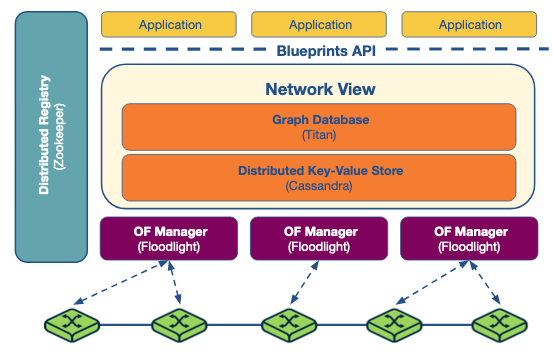 Distributed Registry
(Zookeeper)
Application
Application
Application
Blueprints API
Network View
Graph Database
(Titan)
Distributed Key-Value Store
(Cassandra)
OF Manager
(Floodlight)
OF Manager
(Floodlight)
OF Manager
(Floodlight)